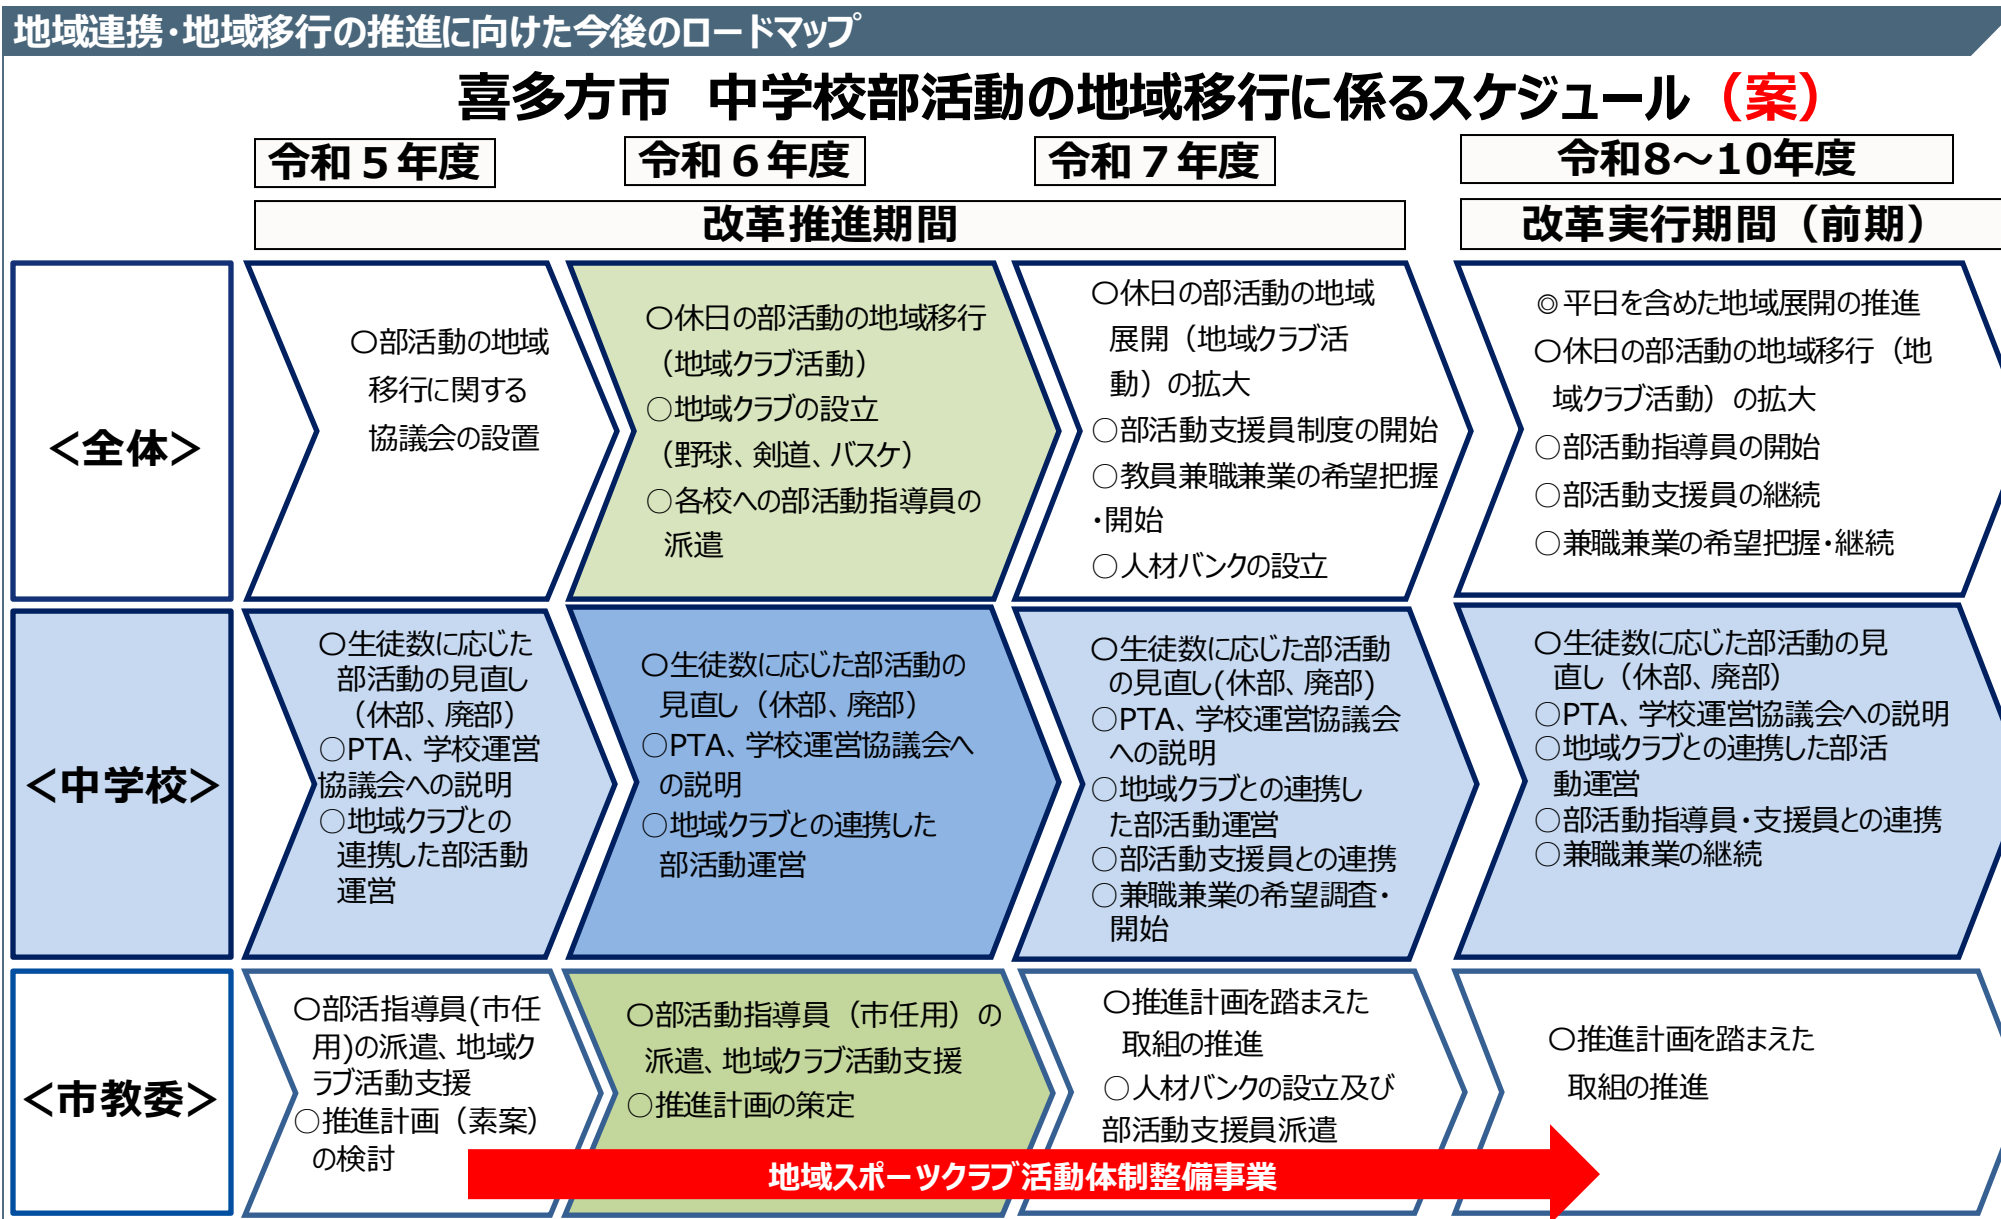 地域連携・地域移行の推進に向けた今後のロードマップ
喜多方市　中学校部活動の地域移行に係るスケジュール（案）
令和５年度
令和６年度
令和７年度
令和8～10年度
改革推進期間
改革実行期間（前期）
＜全体＞
〇部活動の地域
移行に関する
協議会の設置
〇休日の部活動の地域移行
（地域クラブ活動）
○地域クラブの設立
（野球、剣道、バスケ）
○各校への部活動指導員の
派遣
〇休日の部活動の地域
展開（地域クラブ活
動）の拡大
○部活動支援員制度の開始
○教員兼職兼業の希望把握
・開始
○人材バンクの設立
◎平日を含めた地域展開の推進
〇休日の部活動の地域移行（地
域クラブ活動）の拡大
○部活動指導員の開始
○部活動支援員の継続
○兼職兼業の希望把握・継続
＜中学校＞
〇生徒数に応じた
部活動の見直し
（休部、廃部）
○PTA、学校運営
協議会への説明
○地域クラブとの
連携した部活動
運営
〇生徒数に応じた部活動の
見直し（休部、廃部）
○PTA、学校運営協議会へ
の説明
○地域クラブとの連携した
部活動運営
〇生徒数に応じた部活動
の見直し(休部、廃部)
○PTA、学校運営協議会
への説明
○地域クラブとの連携し
た部活動運営
○部活動支援員との連携
○兼職兼業の希望調査・
開始
〇生徒数に応じた部活動の見
直し（休部、廃部）
○PTA、学校運営協議会への説明
○地域クラブとの連携した部活
動運営
○部活動指導員・支援員との連携
○兼職兼業の継続
＜市教委＞
〇部活指導員(市任
用)の派遣、地域ク
ラブ活動支援
○推進計画（素案）
の検討
〇部活動指導員（市任用）の
派遣、地域クラブ活動支援
○推進計画の策定
〇推進計画を踏まえた
取組の推進
○人材バンクの設立及び
部活動支援員派遣
〇推進計画を踏まえた
取組の推進
地域スポーツクラブ活動体制整備事業